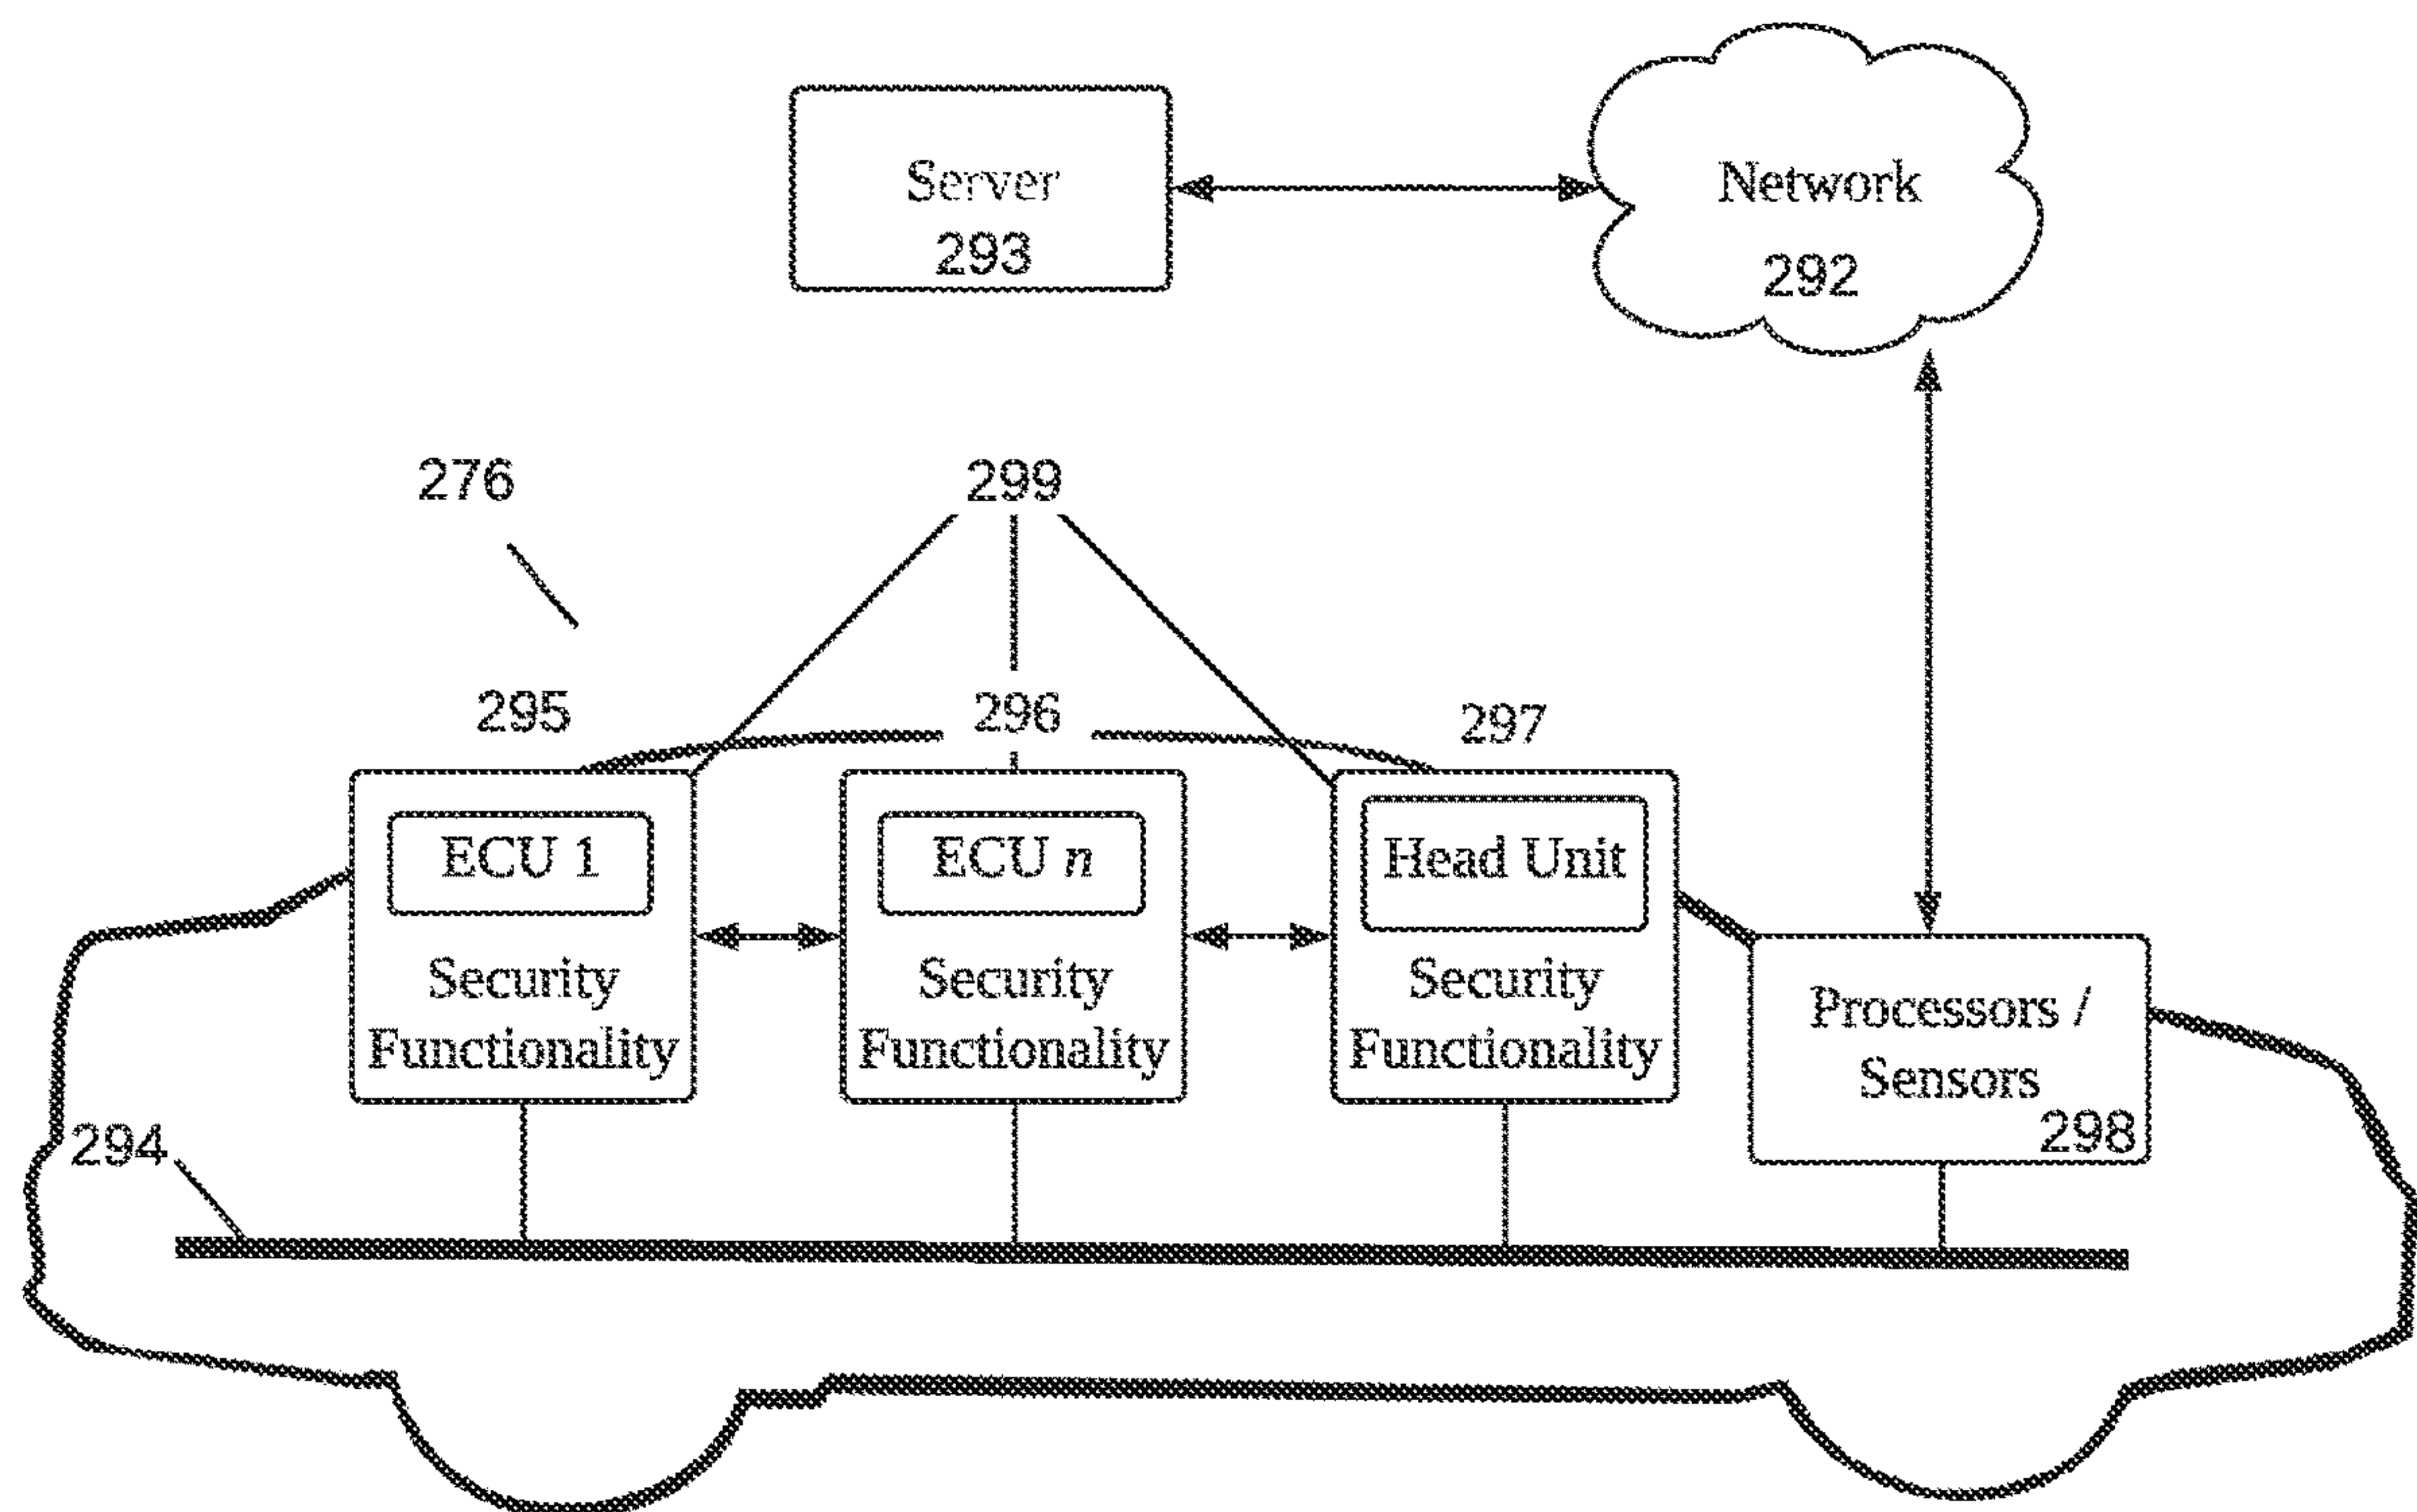 Server
293
Network
292
276
299
295
296
297
ECU 1
Security
Functionality
ECU n
Security
Functionality
Head Unit
Security
Functionality
Processors /
Sensors
298
294